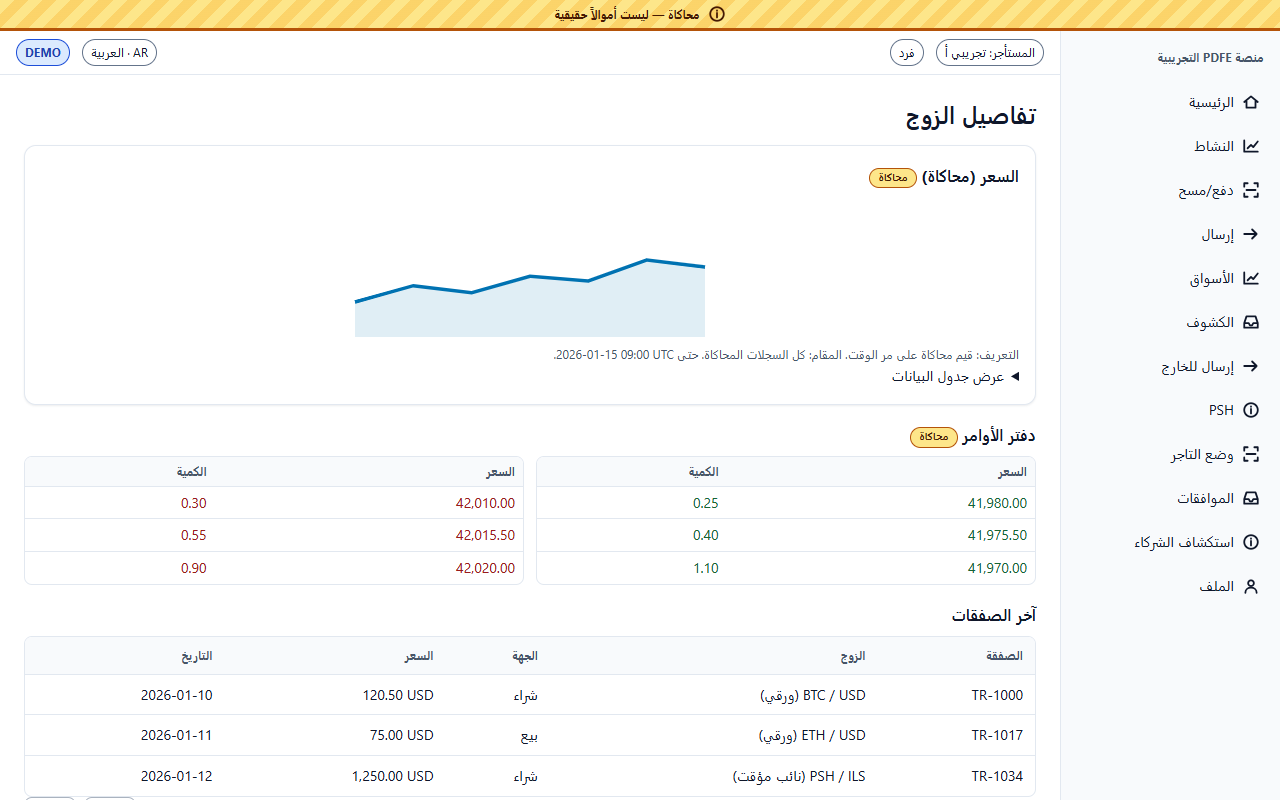 محاكاة — ليست أموالاً حقيقية
المستأجر: تجريبي أ
فرد
AR · العربية
DEMO
منصة PDFE التجريبية
الرئيسية
النشاط
دفع/مسح
إرسال
الأسواق
الكشوف
إرسال للخارج
PSH
وضع التاجر
الموافقات
استكشاف الشركاء
الملف
تفاصيل الزوج
السعر (محاكاة) محاكاة
التعريف: قيم محاكاة على مر الوقت. المقام: كل السجلات المحاكاة. حتى 2026-01-15 09:00 UTC.
عرض جدول البيانات
دفتر الأوامر محاكاة
السعر الكمية
41,980.00 0.25
41,975.50 0.40
41,970.00 1.10
السعر الكمية
42,010.00 0.30
42,015.50 0.55
42,020.00 0.90
آخر الصفقات
الصفقة الزوج الجهة السعر التاريخ
TR-1000 BTC / USD (ورقي) شراء 120.50 USD 2026-01-10
TR-1017 ETH / USD (ورقي) بيع 75.00 USD 2026-01-11
TR-1034 PSH / ILS (نائب مؤقت) شراء 1,250.00 USD 2026-01-12